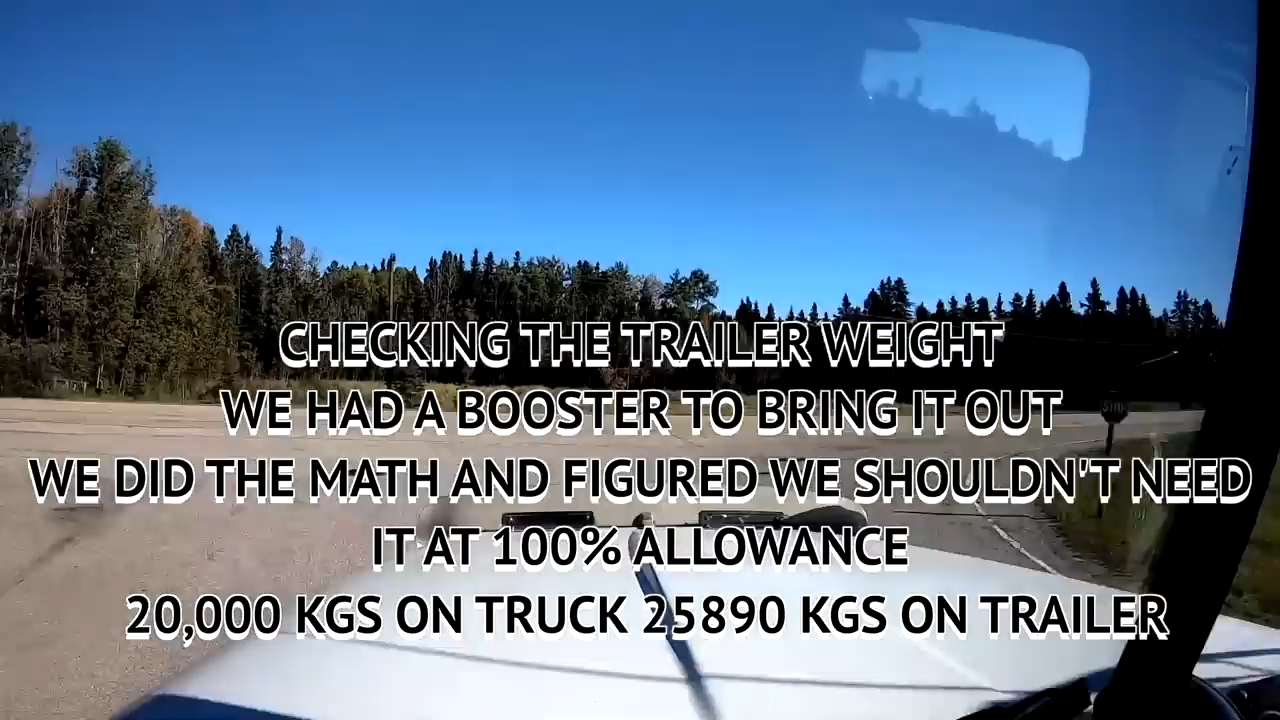 CHECKING THE TRAILER WEIGHT
WE HAD A BOOSTER TO BRING IT OUT
WE DID THE MATH AND FIGURED WE SHOULDN'T NEED
IT AT 100% ALLOWANCE
20,000 KGS ON TRUCK 25890 KGS ON TRAILER